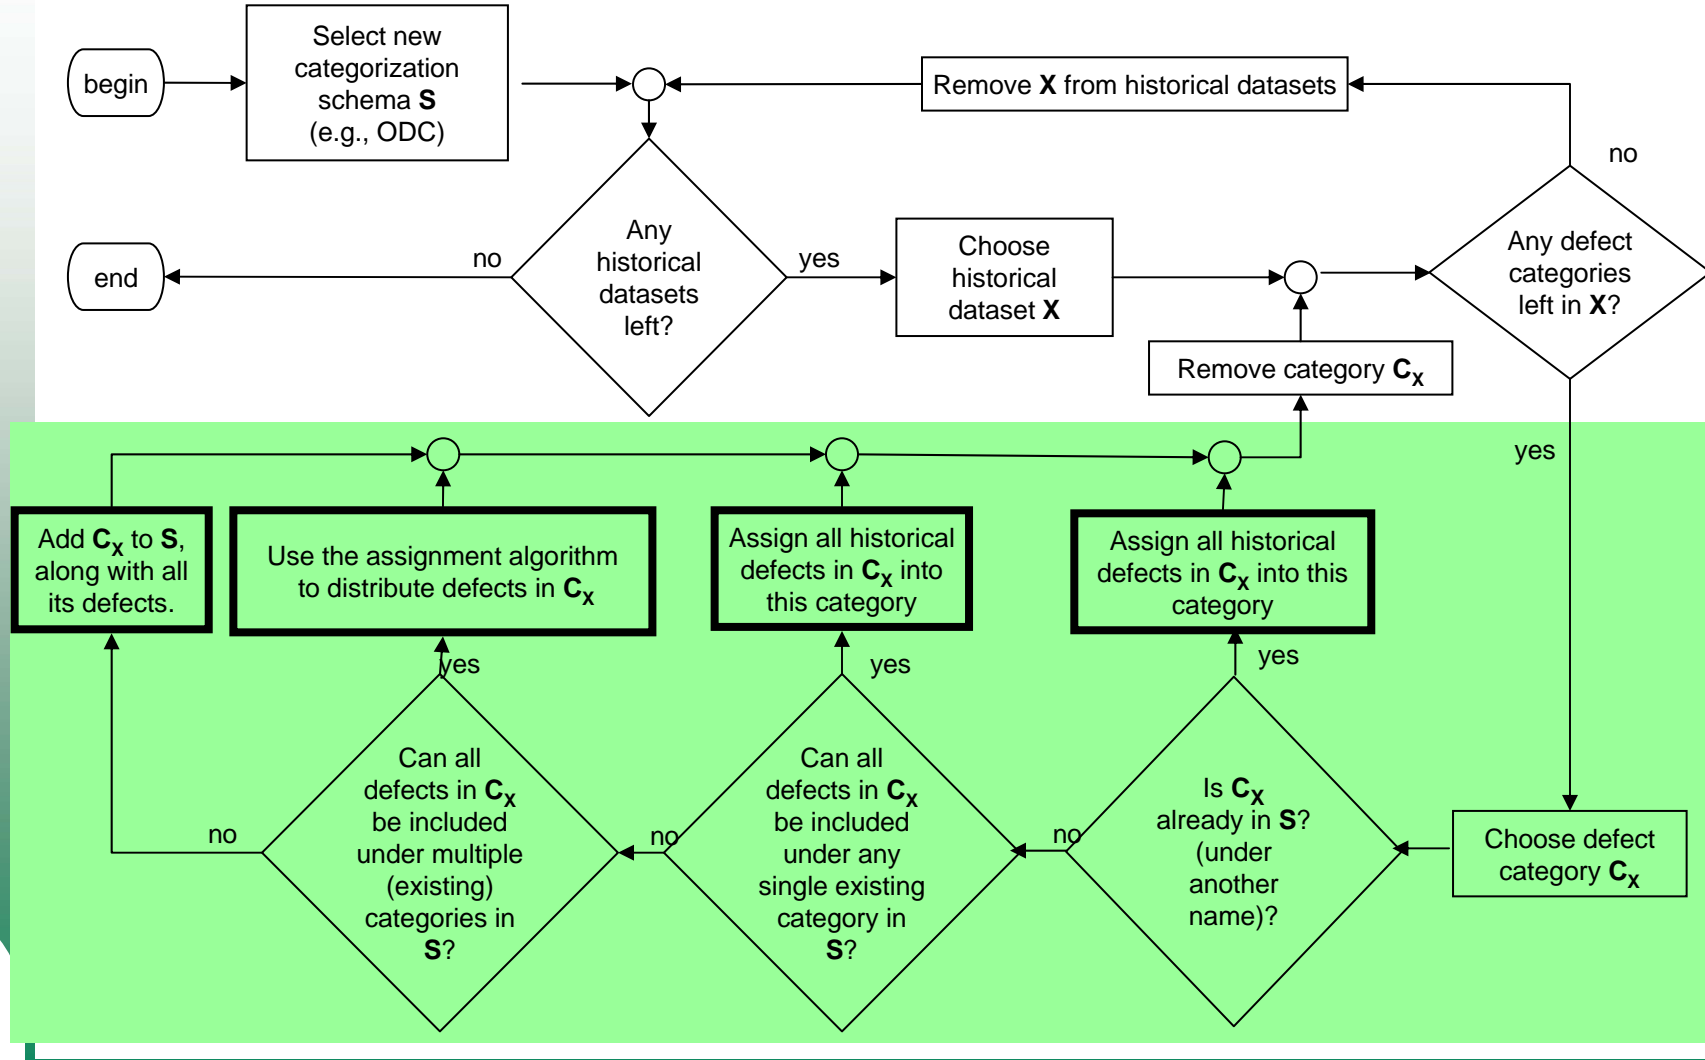 begin
Select new
categorization
schema S
(e.g., ODC)
Remove X from historical datasets
no
end
no
Any
historical
datasets
left?
yes
Choose
historical
dataset X
Any defect
categories
left in X?
Remove category CX
yes
Add CX to S,
along with all
its defects.
Use the assignment algorithm
to distribute defects in CX
Assign all historical
defects in CX into
this category
Assign all historical
defects in CX into this
category
yes
yes
yes
no
Can all
defects in CX
be included
under multiple
(existing)
categories in
S?
no
Can all
defects in CX
be included
under any
single existing
category in
S?
no
Is CX
already in S?
(under
another
name)?
Choose defect
category CX